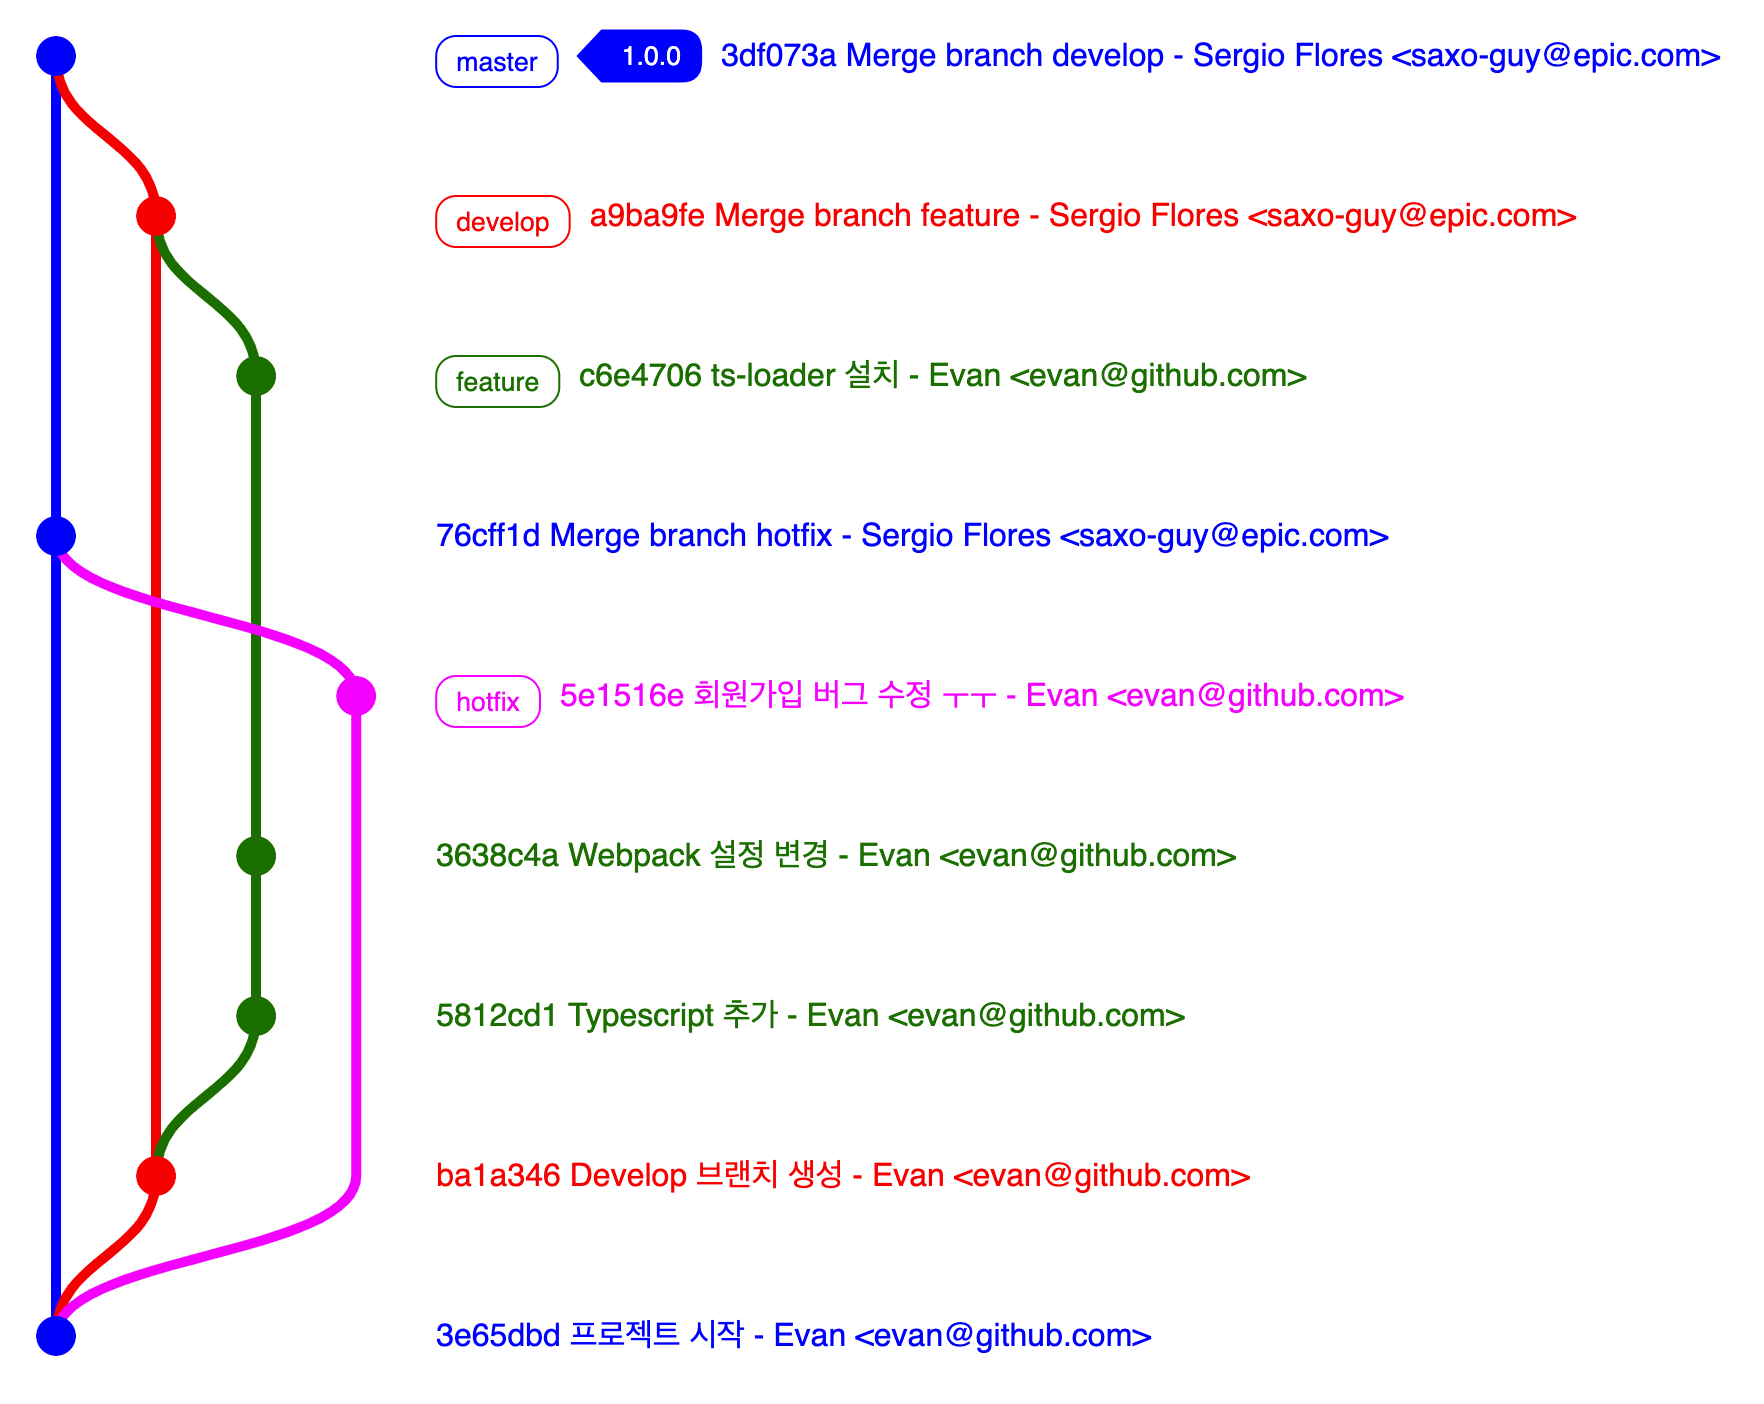 master 1.0.0 3df073a Merge branch develop - Sergio Flores <saxo-guy@epic.com>
develop a9ba9fe Merge branch feature - Sergio Flores <saxo-guy@epic.com>
feature c6e4706 ts-loader 설치 - Evan <evan@github.com>
76cff1d Merge branch hotfix - Sergio Flores <saxo-guy@epic.com>
hotfix 5e1516e 회원가입 버그 수정 ㅜㅜ - Evan <evan@github.com>
3638c4a Webpack 설정 변경 - Evan <evan@github.com>
5812cd1 Typescript 추가 - Evan <evan@github.com>
ba1a346 Develop 브랜치 생성 - Evan <evan@github.com>
3e65dbd 프로젝트 시작 - Evan <evan@github.com>